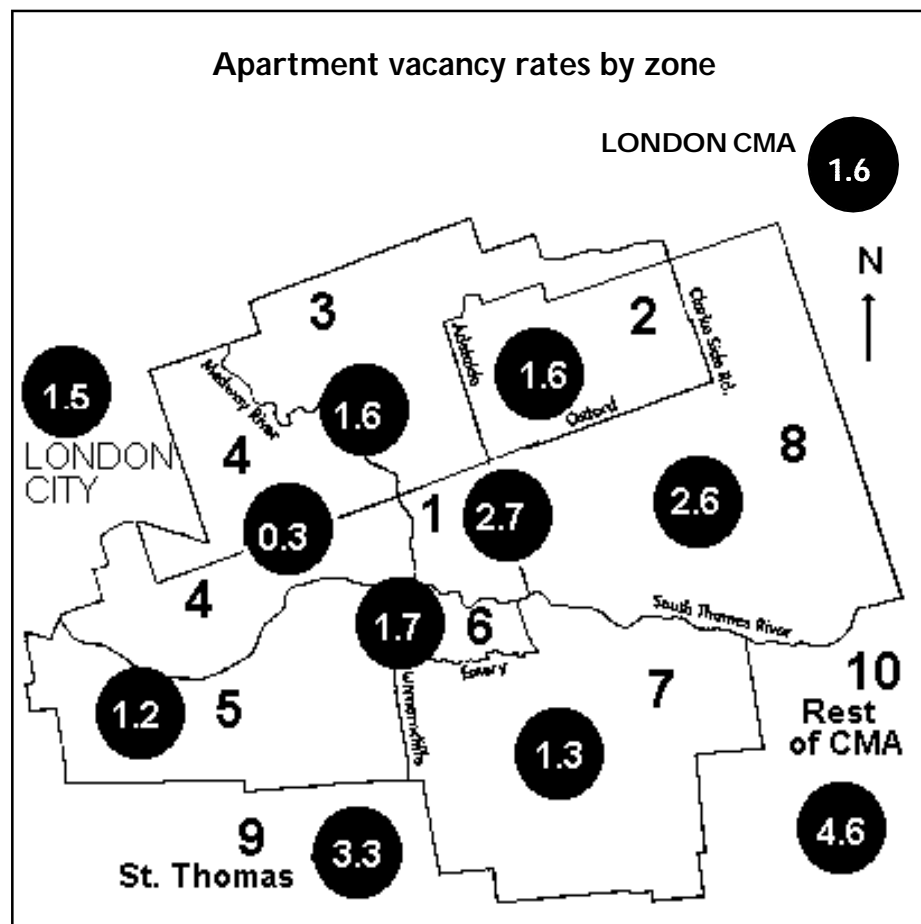 Apartment vacancy rates by zone
LONDON CMA
1.6
N
3
2
Clarke Side Rd.
Adelaide
1.6
Medway River
1.5
1.6
Oxford
LONDON
CITY
4
8
1
2.7
2.6
0.3
4
1.7
6
South Thames River
Emery
7
10
Rest
of CMA
1.2
5
Wharncliffe
1.3
4.6
9
St. Thomas
3.3